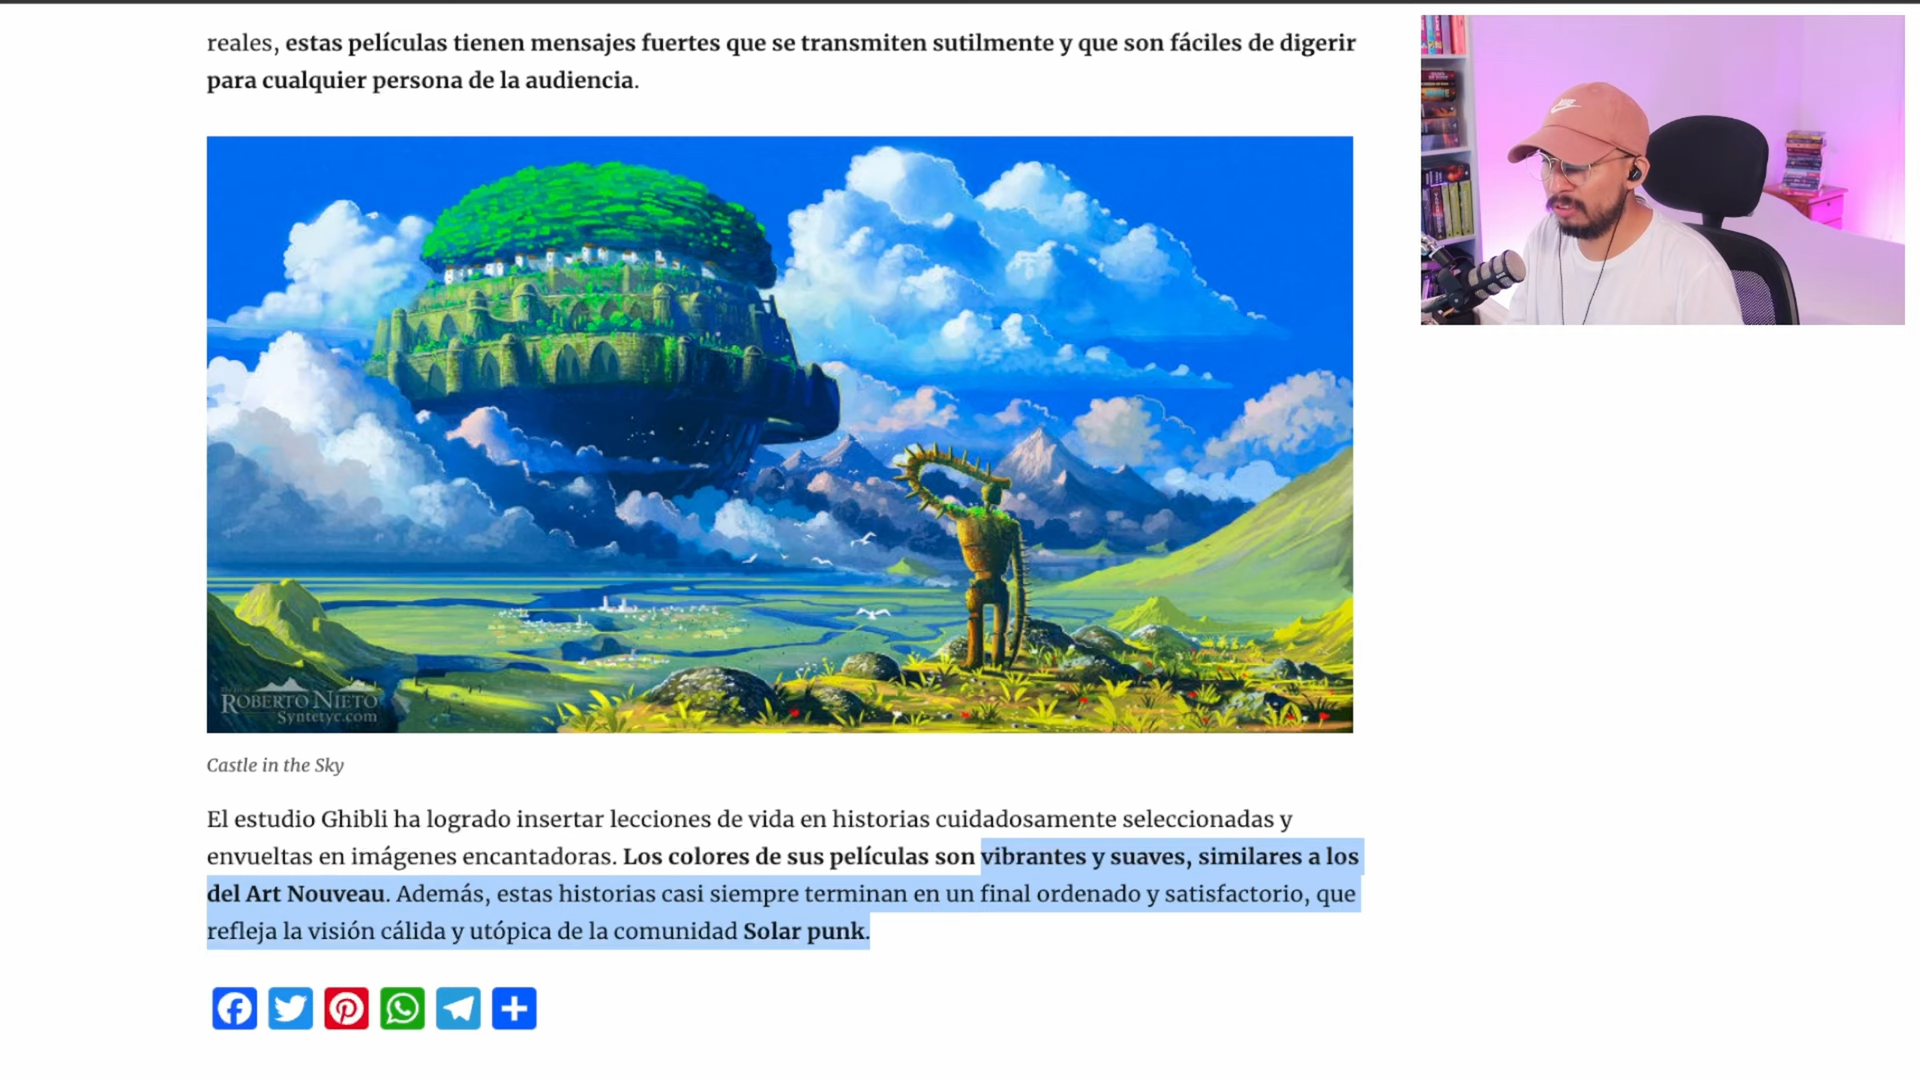 reales, estas películas tienen mensajes fuertes que se transmiten sutilmente y que son fáciles de digerir
para cualquier persona de la audiencia.
ROBERTO NIETO
Syntetyc.com
Castle in the Sky
El estudio Ghibli ha logrado insertar lecciones de vida en historias cuidadosamente seleccionadas y
envueltas en imágenes encantadoras. Los colores de sus películas son vibrantes y suaves, similares a los
del Art Nouveau. Además, estas historias casi siempre terminan en un final ordenado y satisfactorio, que
refleja la visión cálida y utópica de la comunidad Solar punk.